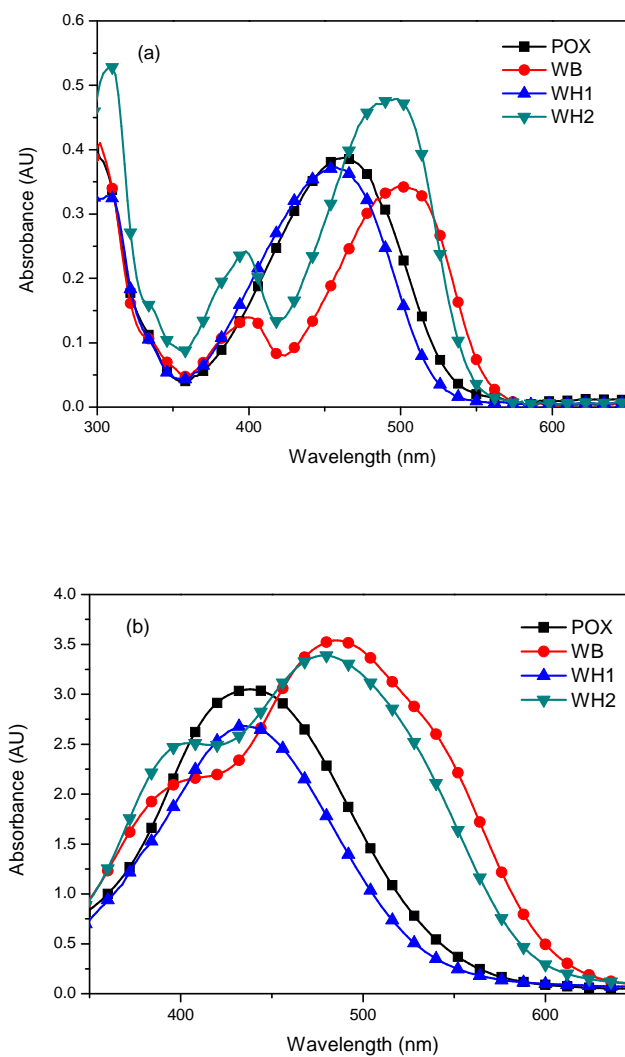 0.6
(a)
POX
WB
WH1
WH2
0.5
0.4
0.3
0.2
0.1
0.0
Absrobance (AU)
300 400 500 600
Wavelength (nm)
4.0
(b)
POX
WB
WH1
WH2
3.5
3.0
2.5
2.0
1.5
1.0
0.5
0.0
Absorbance (AU)
400 500 600
Wavelength (nm)